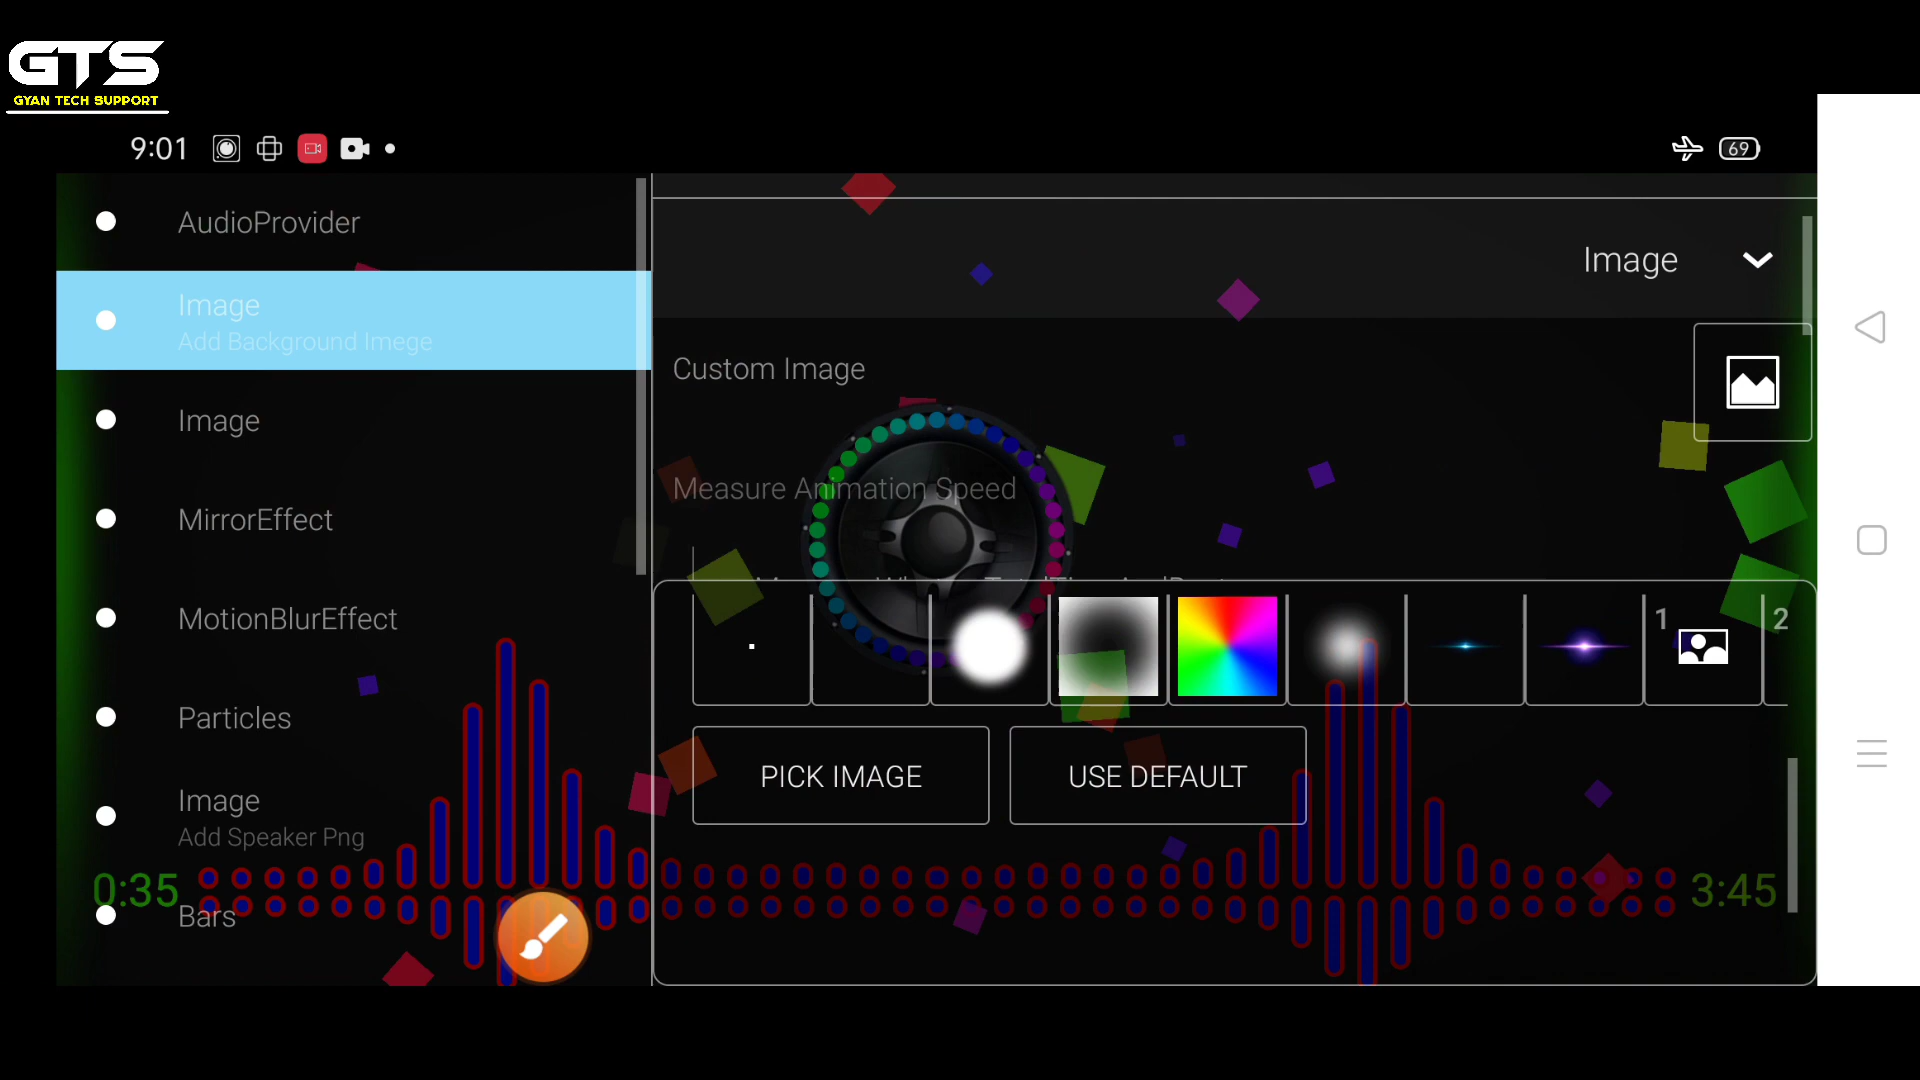 GTS
GYAN TECH SUPPORT
9:01
69
AudioProvider
Image
Add Background Imege
Image
MirrorEffect
MotionBlurEffect
Particles
Image
Add Speaker Png
Bars
0:35
Image
Custom Image
Measure Animation Speed
1
2
PICK IMAGE
USE DEFAULT
3:45